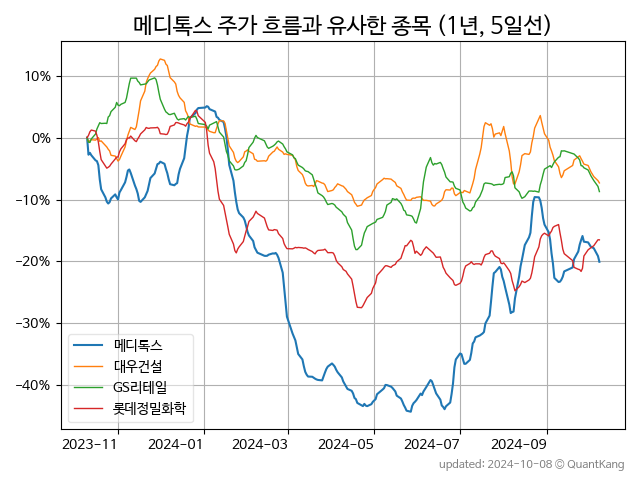 메디톡스 주가 흐름과 유사한 종목 (1년, 5일선)
10%
0%
−10%
−20%
−30%
−40%
메디톡스
대우건설
GS리테일
롯데정밀화학
2023-11
2024-01
2024-03
2024-05
2024-07
2024-09
updated: 2024-10-08 © QuantKang